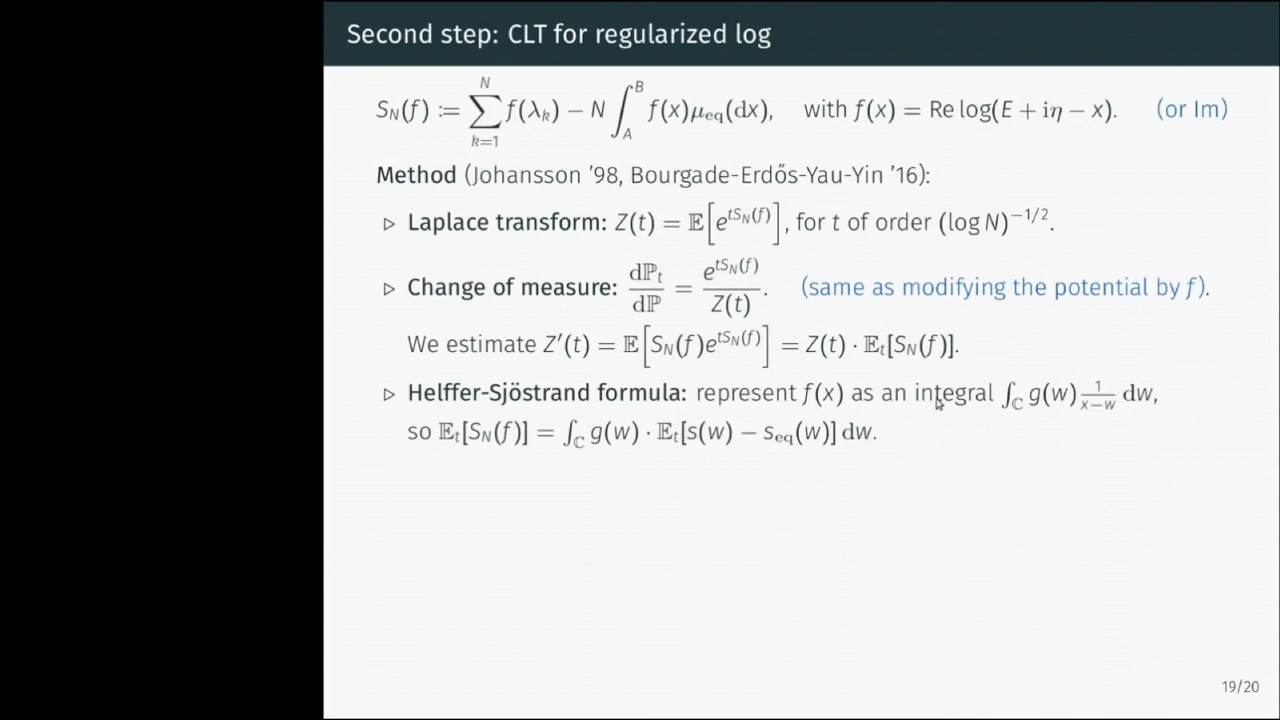 Second step: CLT for regularized log
S_N(f) := ∑_{k=1}^{N} f(λ_k) − N ∫_A^B f(x)μ_eq(dx), with f(x) = Re log(E + iη − x). (or Im)
Method (Johansson '98, Bourgade-Erdős-Yau-Yin '16):
▷ Laplace transform: Z(t) = 𝔼[e^{tS_N(f)}], for t of order (log N)^{−1/2}.
▷ Change of measure: dℙ_t/dℙ = e^{tS_N(f)}/Z(t). (same as modifying the potential by f).
We estimate Z′(t) = 𝔼[S_N(f)e^{tS_N(f)}] = Z(t) · 𝔼_t[S_N(f)].
▷ Helffer-Sjöstrand formula: represent f(x) as an integral ∫_ℂ g(w) 1/(x−w) dw,
so 𝔼_t[S_N(f)] = ∫_ℂ g(w) · 𝔼_t[s(w) − s_eq(w)] dw.
19/20